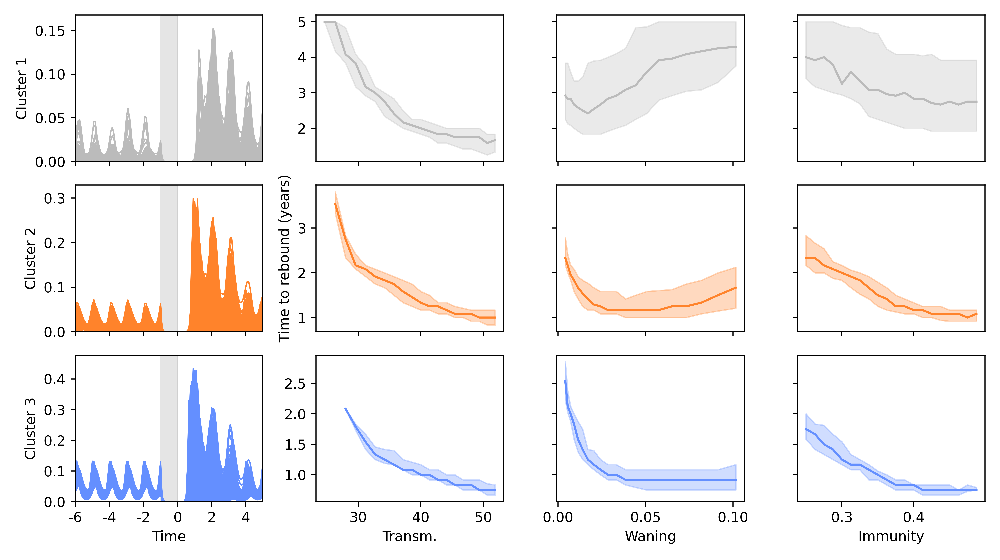 Cluster 1
0.15
0.10
0.05
0.00
5
4
3
2
Cluster 2
0.3
0.2
0.1
0.0
Time to rebound (years)
3
2
1
Cluster 3
0.4
0.3
0.2
0.1
0.0
2.5
2.0
1.5
1.0
-6 -4 -2 0 2 4
30 40 50
0.00 0.05 0.10
0.3 0.4
Time
Transm.
Waning
Immunity